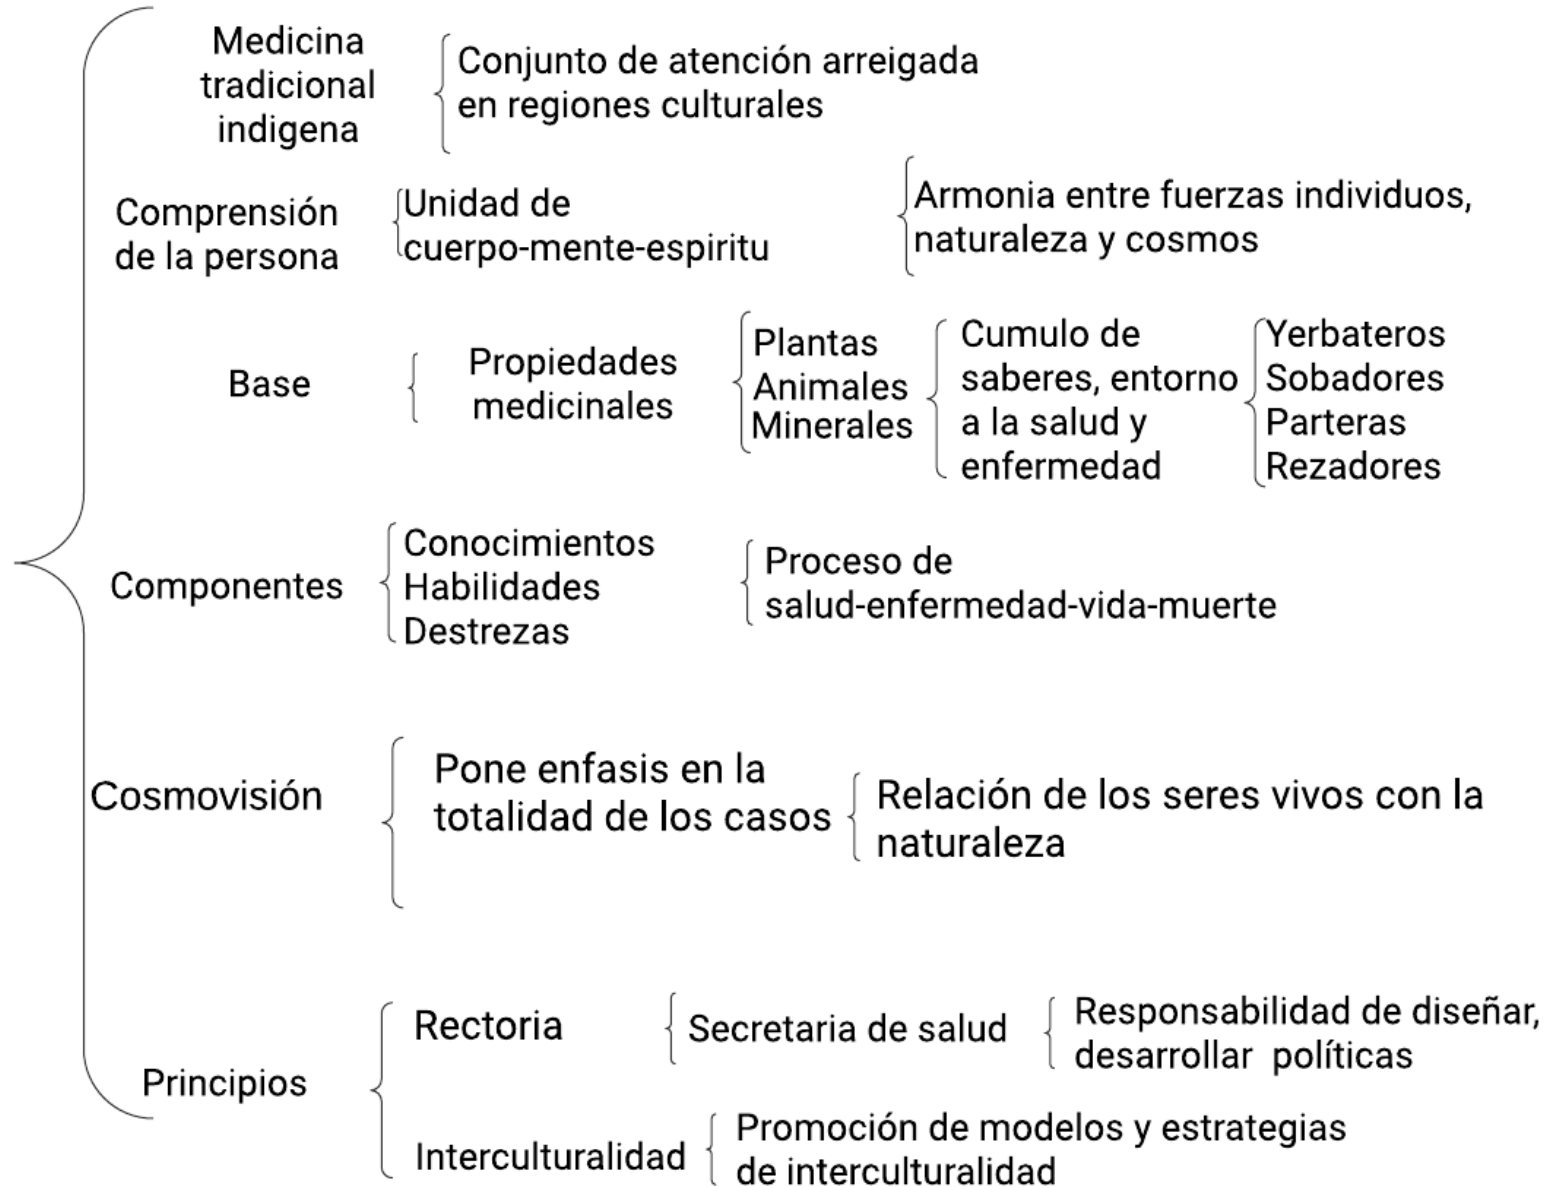 Medicina
tradicional
indigena
Conjunto de atención arreigada
en regiones culturales
Comprensión
de la persona
Unidad de
cuerpo-mente-espiritu
Armonia entre fuerzas individuos,
naturaleza y cosmos
Base
Propiedades
medicinales
Plantas
Animales
Minerales
Cumulo de
saberes, entorno
a la salud y
enfermedad
Yerbateros
Sobadores
Parteras
Rezadores
Componentes
Conocimientos
Habilidades
Destrezas
Proceso de
salud-enfermedad-vida-muerte
Cosmovisión
Pone enfasis en la
totalidad de los casos
Relación de los seres vivos con la
naturaleza
Principios
Rectoria
Secretaria de salud
Responsabilidad de diseñar,
desarrollar  políticas
Interculturalidad
Promoción de modelos y estrategias
de interculturalidad